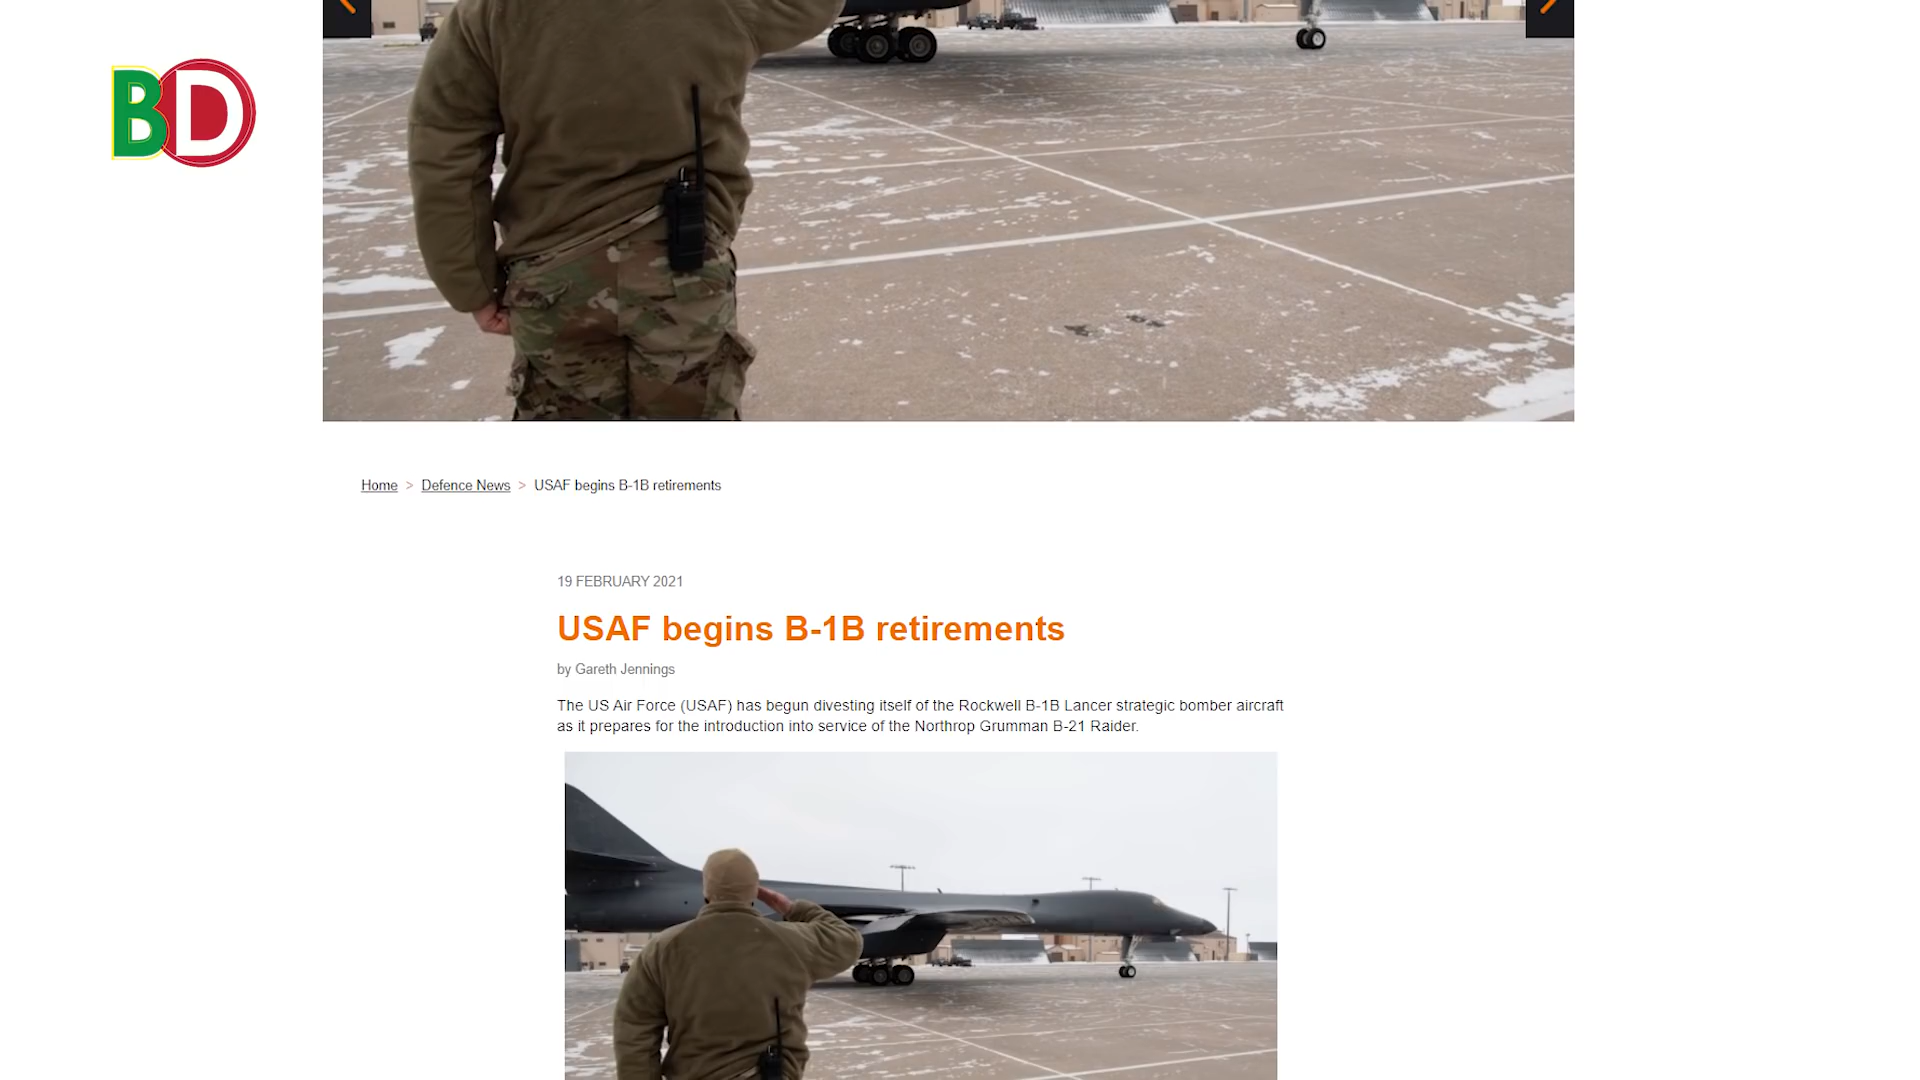 BD
Home > Defence News > USAF begins B-1B retirements
19 FEBRUARY 2021
USAF begins B-1B retirements
by Gareth Jennings
The US Air Force (USAF) has begun divesting itself of the Rockwell B-1B Lancer strategic bomber aircraft
as it prepares for the introduction into service of the Northrop Grumman B-21 Raider.